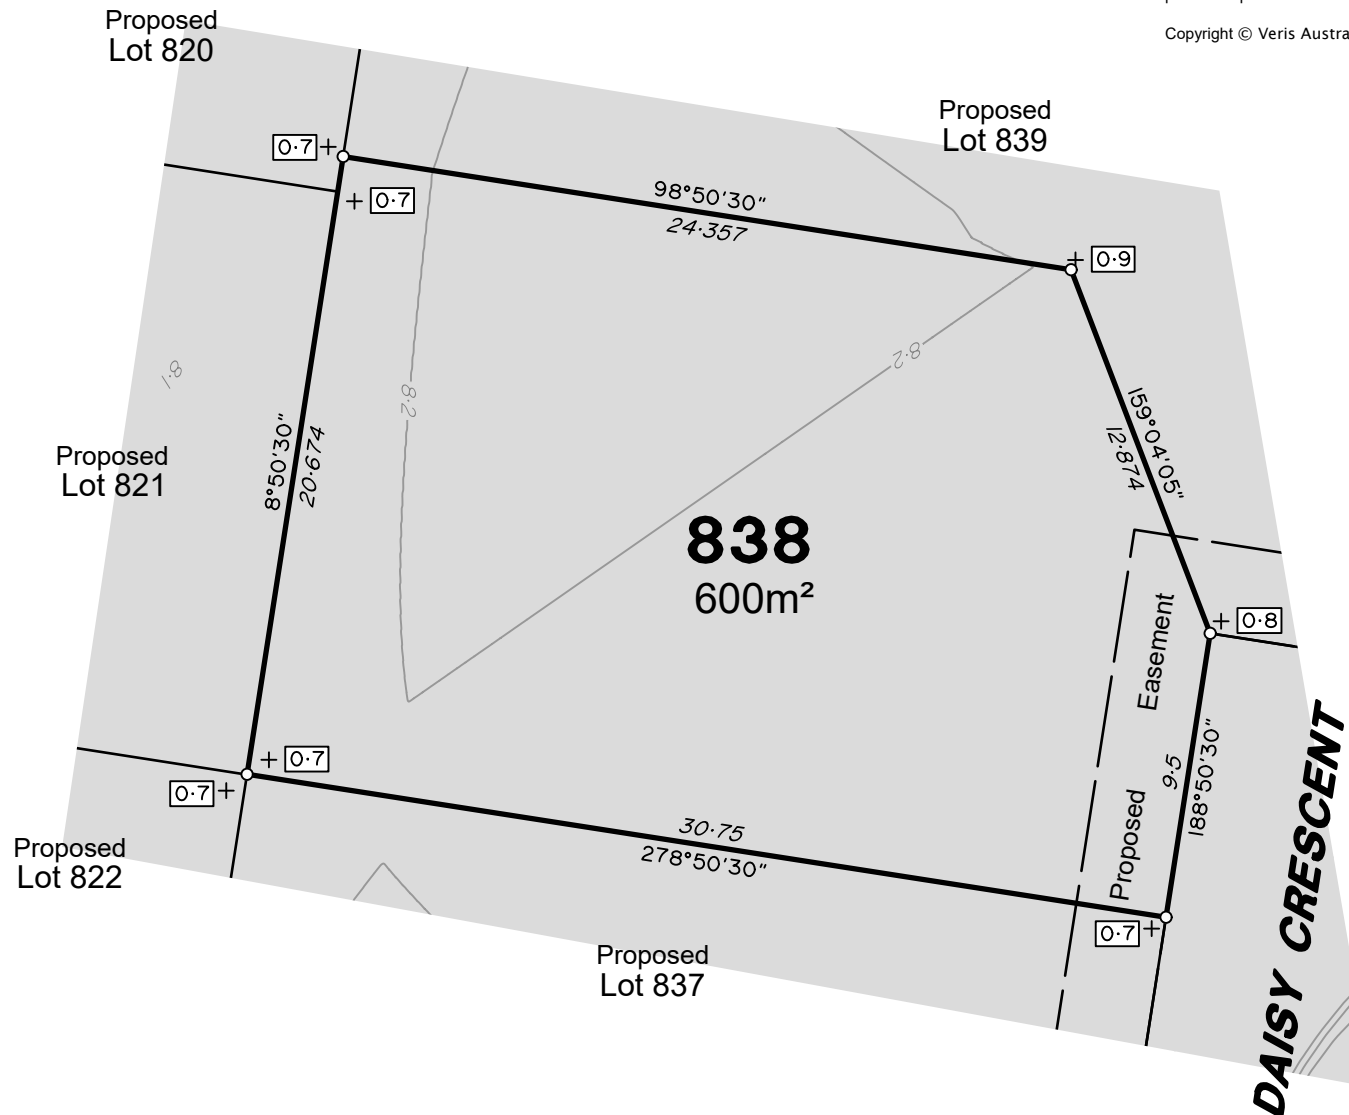 Copyright © Veris Austra
Proposed
Lot 820
Proposed
Lot 839
0·7
0·7
98°50'30"
24·357
0·9
8·1
8·2
8·2
159°04'05"
12·874
8°50'30"
20·674
Proposed
Lot 821
838
600m²
0·8
Proposed Easement
9·5
188°50'30"
0·7
0·7
30·75
278°50'30"
Proposed
Lot 822
0·7
Proposed
Lot 837
DAISY CRESCENT